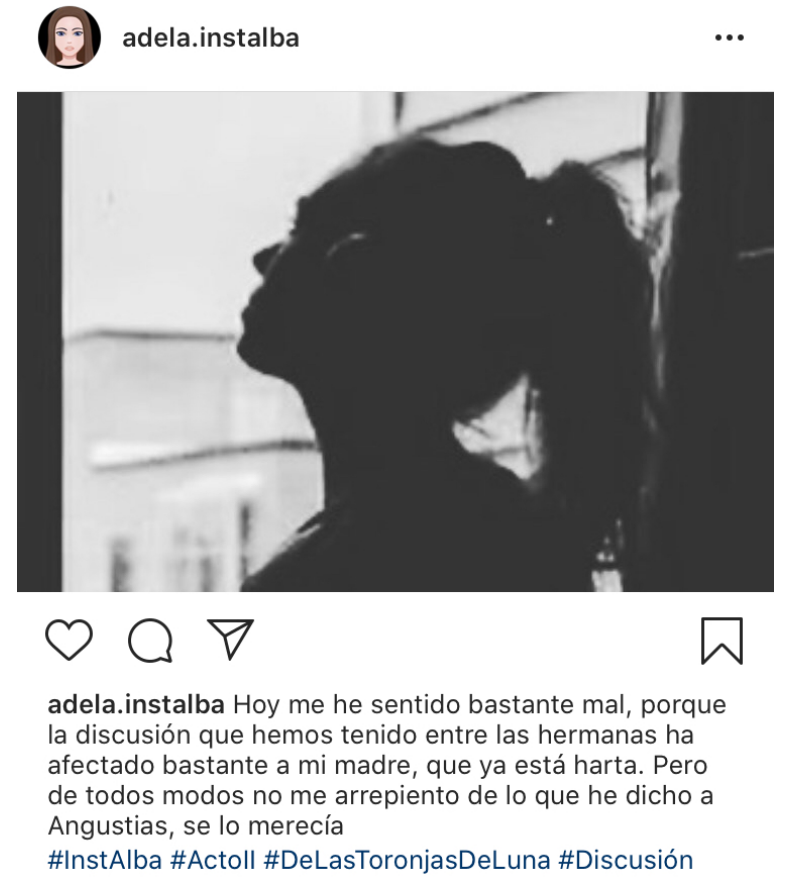 adela.instalba
adela.instalba Hoy me he sentido bastante mal, porque
la discusión que hemos tenido entre las hermanas ha
afectado bastante a mi madre, que ya está harta. Pero
de todos modos no me arrepiento de lo que he dicho a
Angustias, se lo merecía
#InstAlba #ActoII #DeLasToronjasDeLuna #Discusión